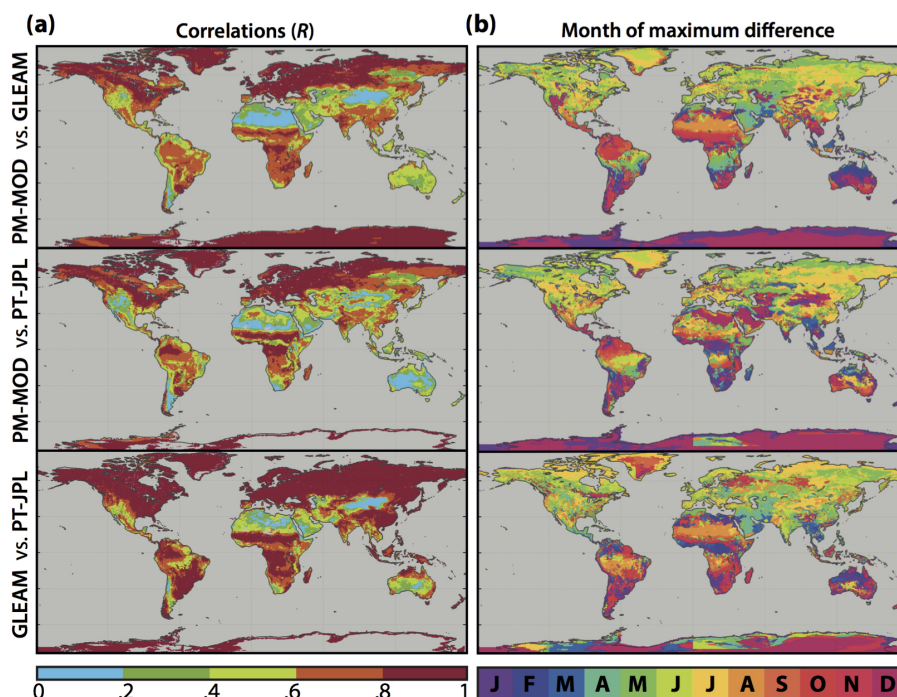 (a)
Correlations (R)
(b)
Month of maximum difference
PM-MOD vs. GLEAM
PM-MOD vs. PT-JPL
GLEAM vs. PT-JPL
0 .2 .4 .6 .8 1
J F M A M J J A S O N D